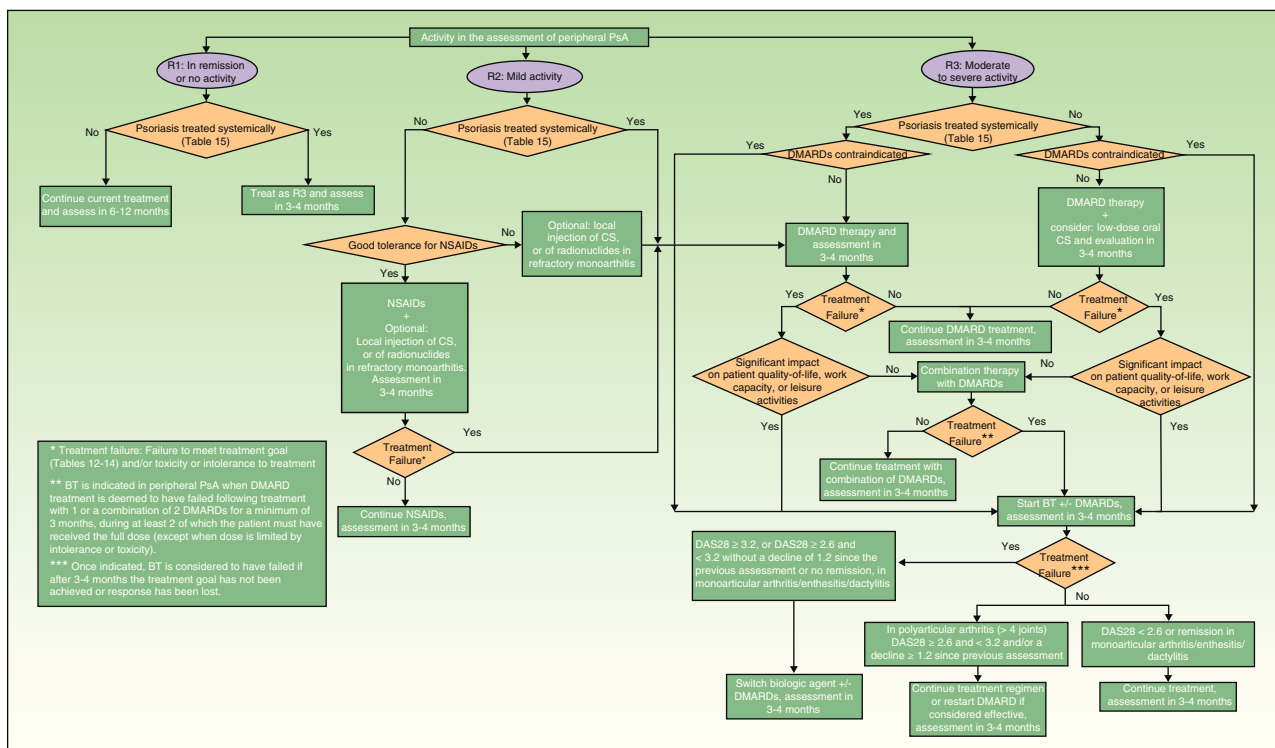 Activity in the assessment of peripheral PsA
R1: In remission
or no activity
R2: Mild activity
R3: Moderate
to severe activity
No
Psoriasis treated systemically
(Table 15)
Yes
No
Psoriasis treated systemically
(Table 15)
Yes
Yes
Psoriasis treated systemically
(Table 15)
No
Yes
DMARDs contraindicated
No
DMARDs contraindicated
Yes
No
Continue current treatment
and assess in 6-12 months
Treat as R3 and assess
in 3-4 months
Good tolerance for NSAIDs
No
Yes
Optional: local
injection of CS,
or of radionuclides in
refractory monoarthitis
DMARD therapy and
assessment in
3-4 months
DMARD therapy
+
consider: low-dose oral
CS and evaluation in
3-4 months
NSAIDs
+
Optional:
Local injection of CS,
or of radionuclides
in refractory monoarthitis.
Assessment in
3-4 months
Yes
Treatment
Failure*
No
No
Treatment
Failure*
Yes
Continue DMARD treatment,
assessment in 3-4 months
Significant impact
on patient quality-of-life, work
capacity, or leisure
activities
No
Yes
Combination therapy
with DMARDs
No
Significant impact
on patient quality-of-life, work
capacity, or leisure
activities
Yes
Treatment
Failure*
Yes
No
Continue NSAIDs,
assessment in 3-4 months
No
Treatment
Failure**
Yes
Continue treatment with
combination of DMARDs,
assessment in 3-4 months
Start BT +/- DMARDs,
assessment in 3-4 months
* Treatment failure: Failure to meet treatment goal
(Tables 12-14) and/or toxicity or intolerance to treatment
** BT is indicated in peripheral PsA when DMARD
treatment is deemed to have failed following treatment
with 1 or a combination of 2 DMARDs for a minimum of
3 months, during at least 2 of which the patient must have
received the full dose (except when dose is limited by
intolerance or toxicity).
*** Once indicated, BT is considered to have failed if
after 3-4 months the treatment goal has not been
achieved or response has been lost.
DAS28 ≥ 3.2, or DAS28 ≥ 2.6 and
< 3.2 without a decline of 1.2 since the
previous assessment or no remission, in
monoarticular arthritis/enthesitis/dactylitis
Yes
Treatment
Failure***
No
In polyarticular arthritis (> 4 joints)
DAS28 ≥ 2.6 and < 3.2 and/or a
decline ≥ 1.2 since previous assessment
DAS28 < 2.6 or remission in
monoarticular arthritis/enthesitis/
dactylitis
Switch biologic agent +/-
DMARDs, assessment in
3-4 months
Continue treatment regimen
or restart DMARD if
considered effective,
assessment in 3-4 months
Continue treatment,
assessment in 3-4 months